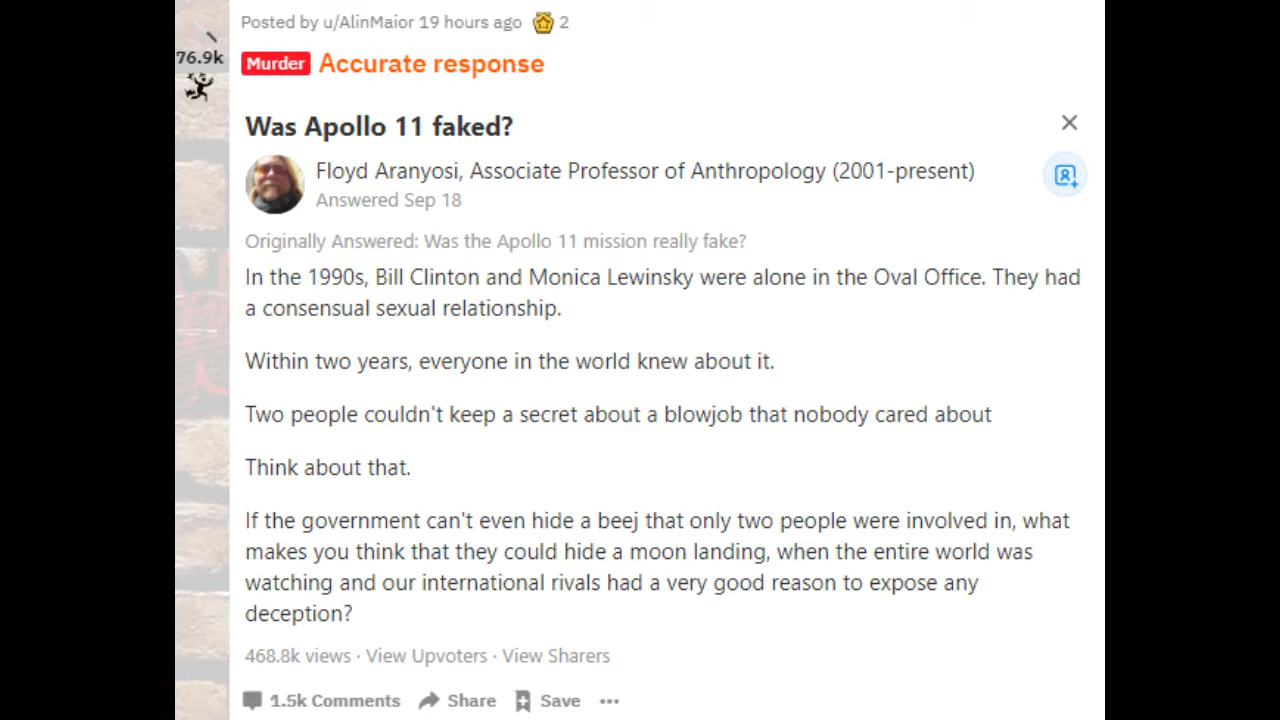 Posted by u/AlinMaior 19 hours ago 2
76.9k
Murder Accurate response
Was Apollo 11 faked?
Floyd Aranyosi, Associate Professor of Anthropology (2001-present)
Answered Sep 18
Originally Answered: Was the Apollo 11 mission really fake?
In the 1990s, Bill Clinton and Monica Lewinsky were alone in the Oval Office. They had
a consensual sexual relationship.
Within two years, everyone in the world knew about it.
Two people couldn't keep a secret about a blowjob that nobody cared about
Think about that.
If the government can't even hide a beej that only two people were involved in, what
makes you think that they could hide a moon landing, when the entire world was
watching and our international rivals had a very good reason to expose any
deception?
468.8k views · View Upvoters · View Sharers
1.5k Comments Share Save ...